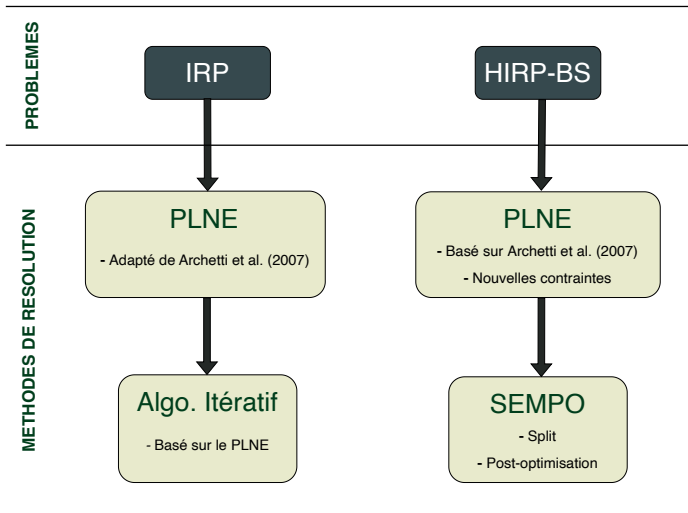 PROBLEMES
IRP
HIRP-BS
METHODES DE RESOLUTION
PLNE
- Adapté de Archetti et al. (2007)
PLNE
- Basé sur Archetti et al. (2007)
- Nouvelles contraintes
Algo. Itératif
- Basé sur le PLNE
SEMPO
- Split
- Post-optimisation